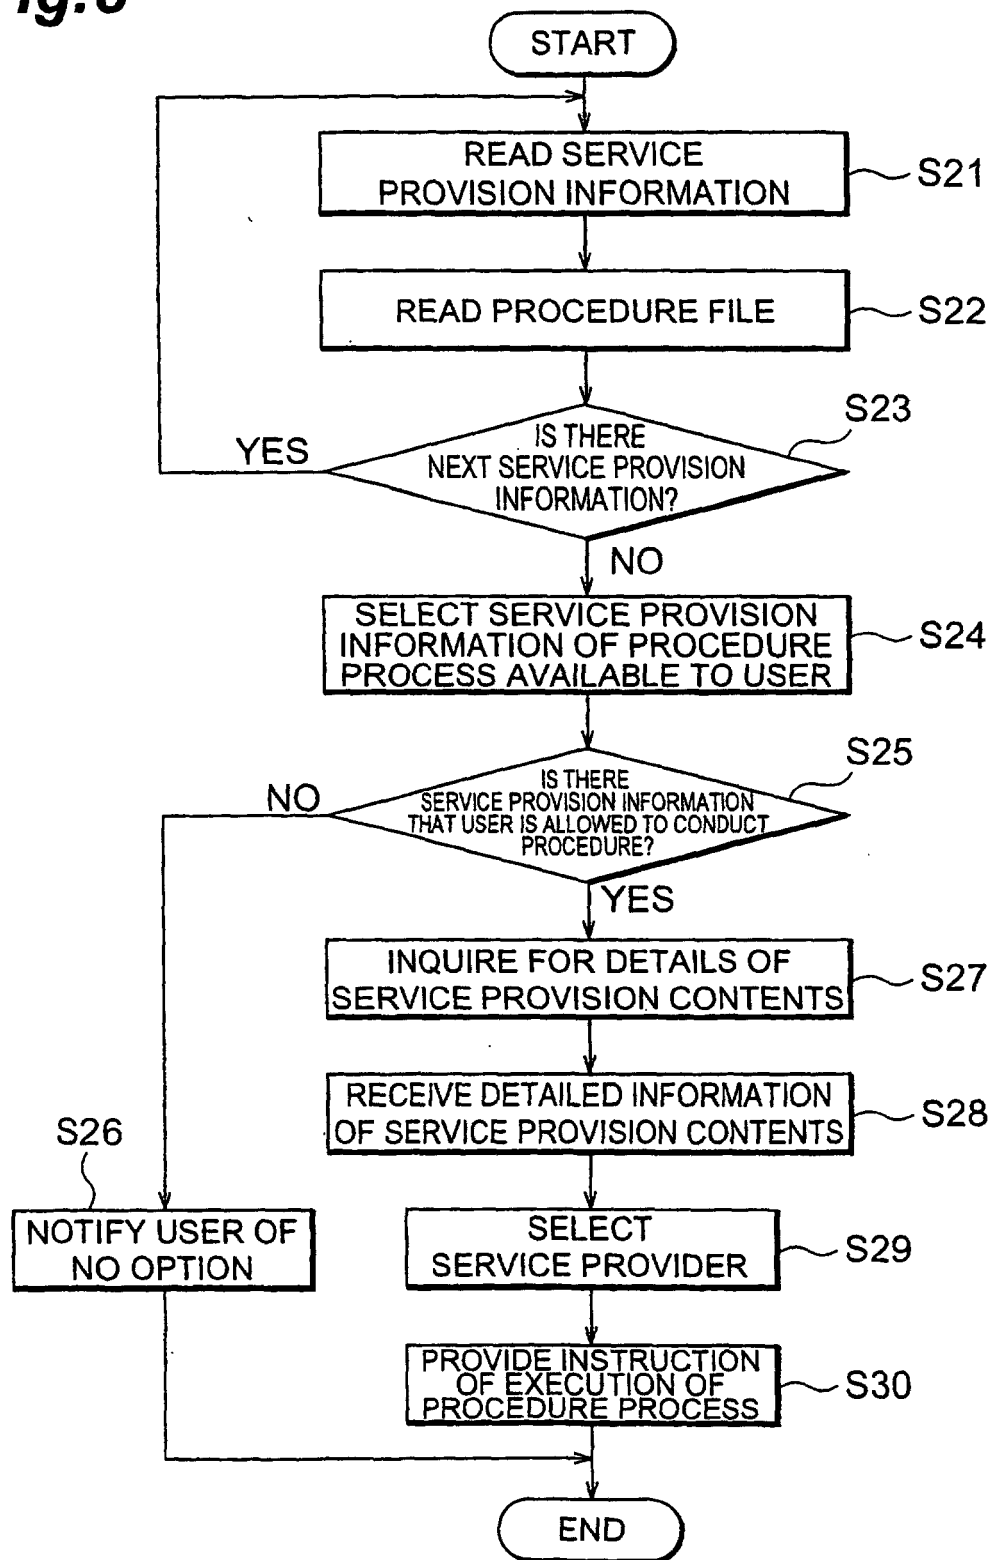 START
READ SERVICE
PROVISION INFORMATION
S21
READ PROCEDURE FILE
S22
S23
IS THERE
NEXT SERVICE PROVISION
INFORMATION?
YES
NO
SELECT SERVICE PROVISION
INFORMATION OF PROCEDURE
PROCESS AVAILABLE TO USER
S24
S25
IS THERE
SERVICE PROVISION INFORMATION
THAT USER IS ALLOWED TO CONDUCT
PROCEDURE?
NO
YES
INQUIRE FOR DETAILS OF
SERVICE PROVISION CONTENTS
S27
RECEIVE DETAILED INFORMATION
OF SERVICE PROVISION CONTENTS
S28
S26
NOTIFY USER OF
NO OPTION
SELECT
SERVICE PROVIDER
S29
PROVIDE INSTRUCTION
OF EXECUTION OF
PROCEDURE PROCESS
S30
END